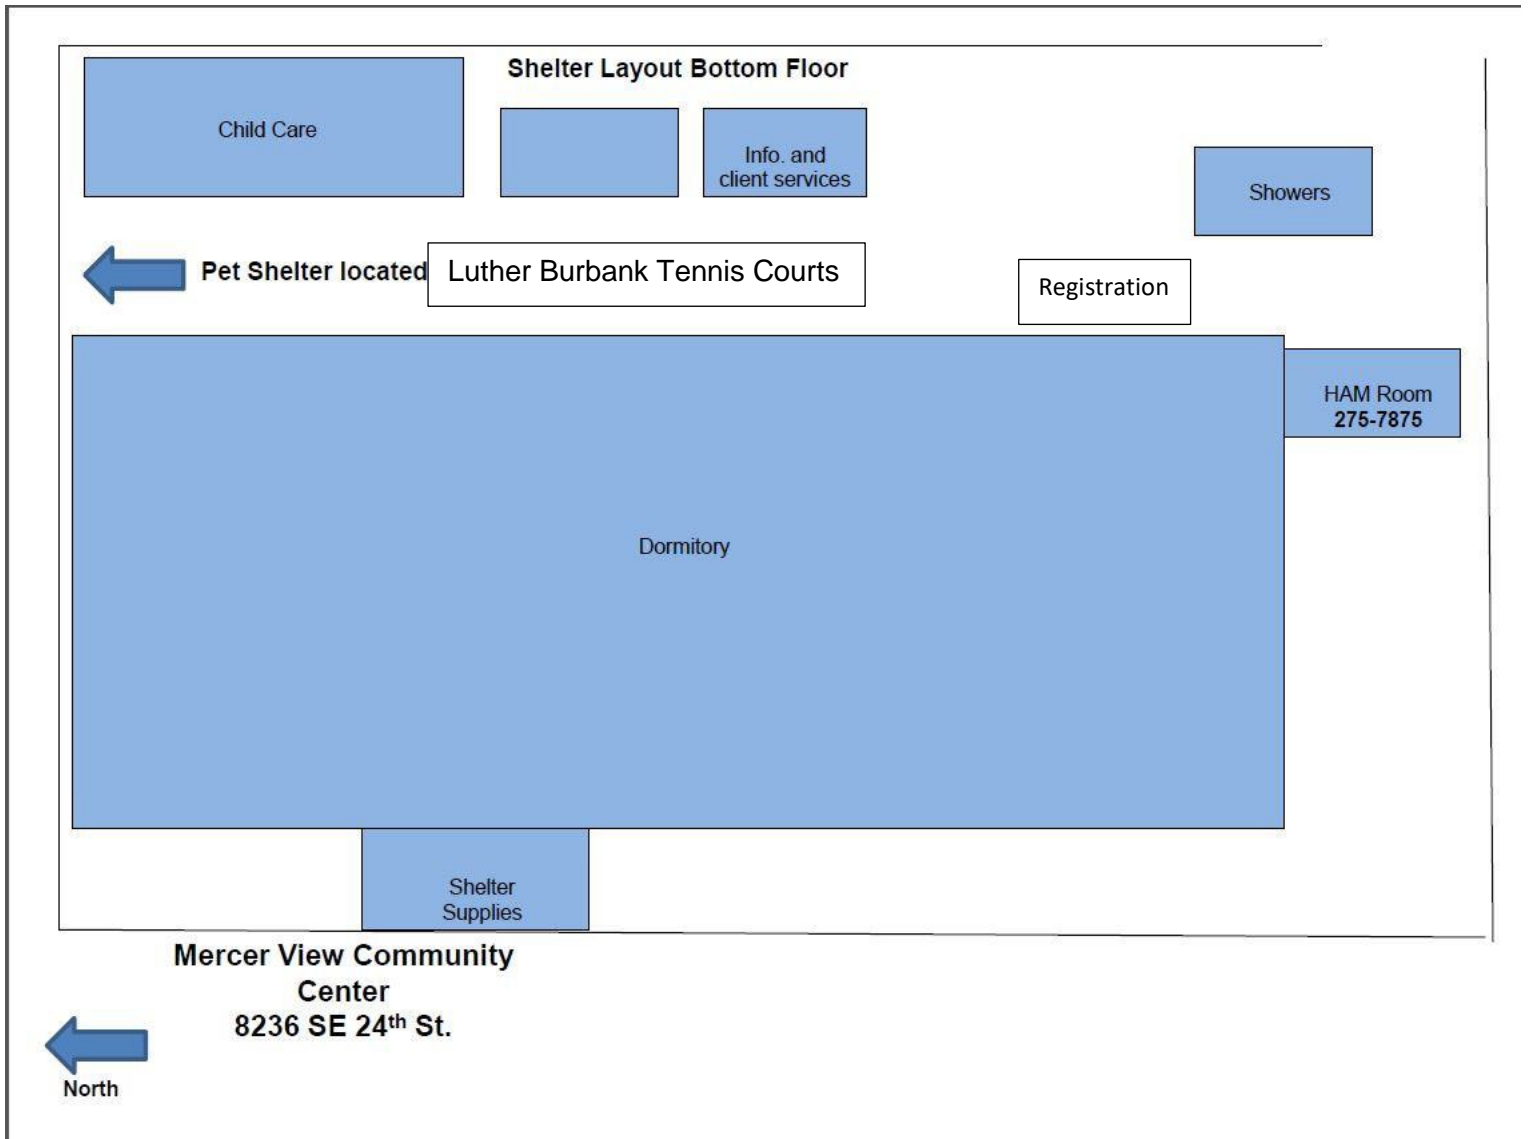 Shelter Layout Bottom Floor
Child Care
Info. and
client services
Showers
Pet Shelter located
Luther Burbank Tennis Courts
Registration
HAM Room
275-7875
Dormitory
Shelter
Supplies
Mercer View Community
Center
8236 SE 24th St.
North